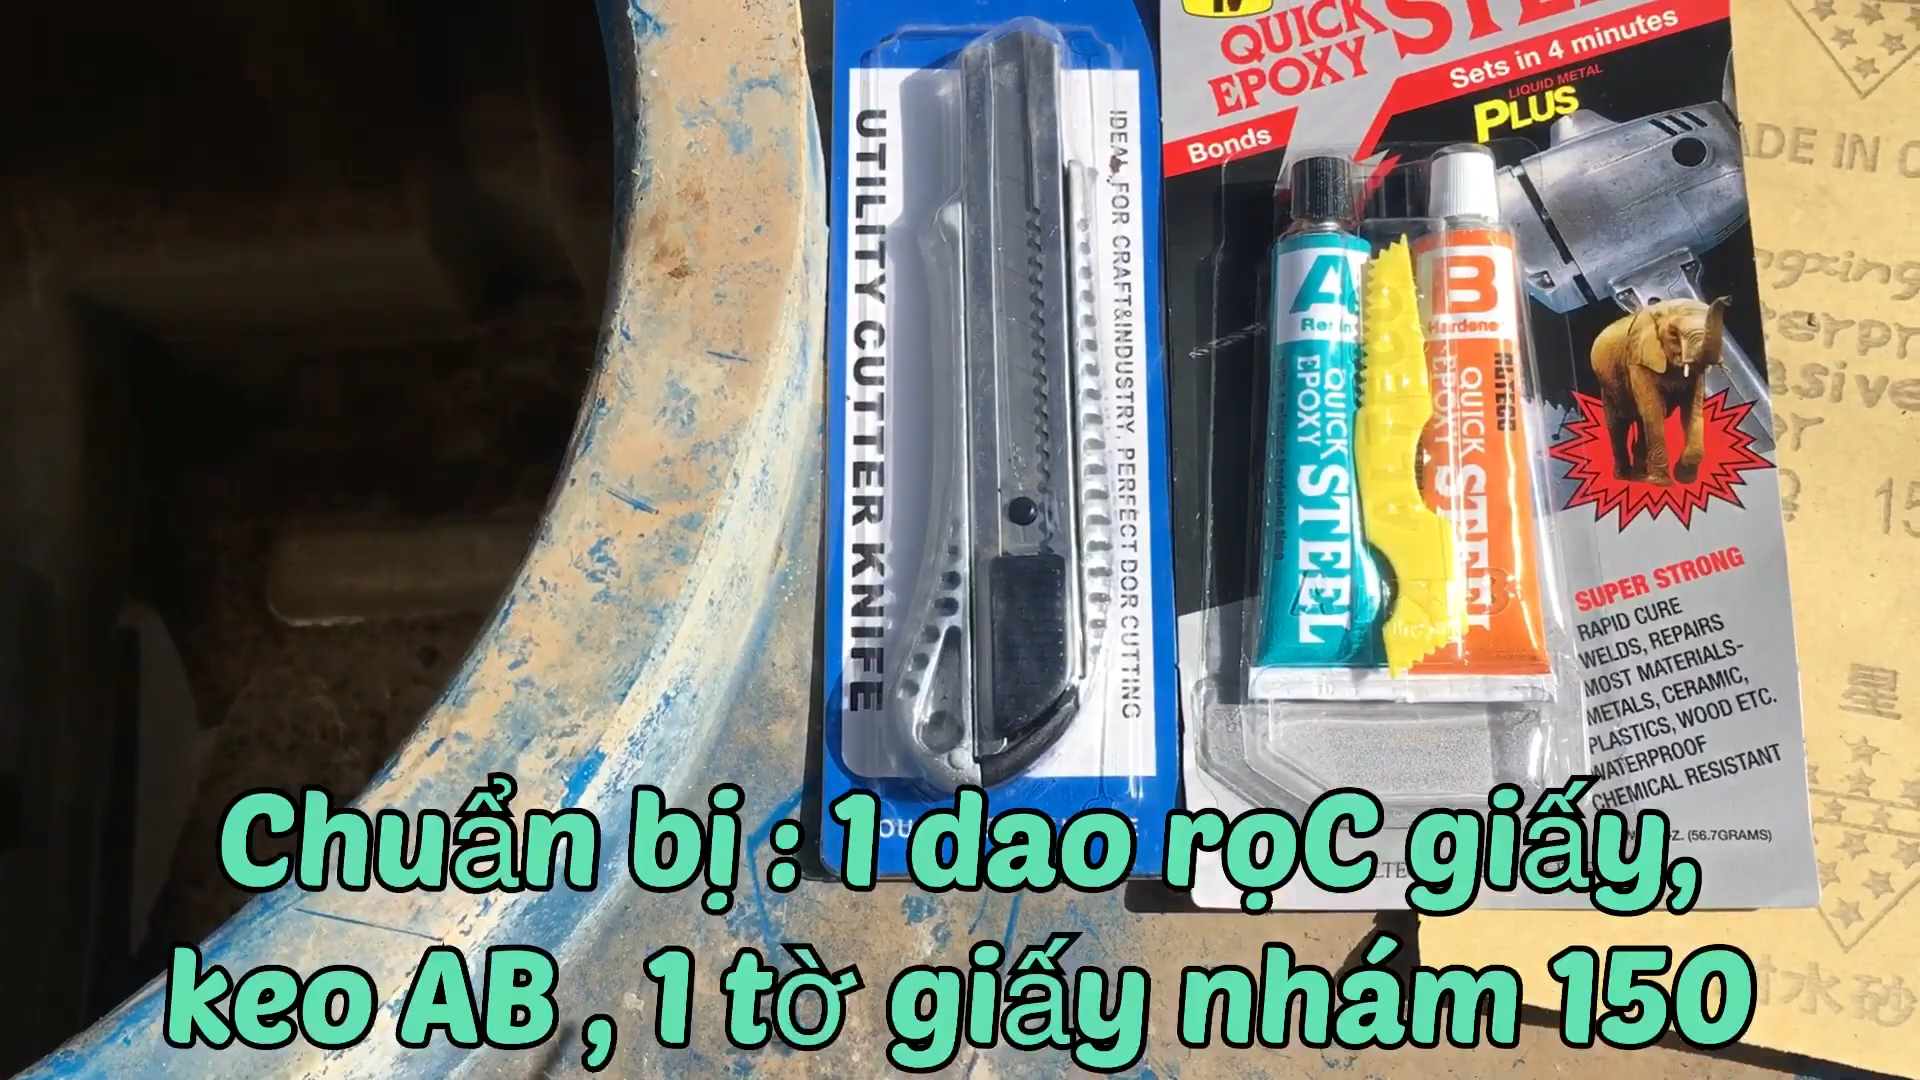 UTILITY CUTTER KNIFE
IDEAL FOR CRAFT&INDUSTRY, PERFECT DOR CUTTING
QUICK
EPOXY
Sets in 4 minutes
LIQUID METAL
PLUS
Bonds
A
Resin
QUICK
EPOXY
STEEL
B
Hardener
QUICK
EPOXY
SUPER STRONG
RAPID CURE
WELDS, REPAIRS
MOST MATERIALS-
METALS, CERAMIC,
PLASTICS, WOOD ETC.
WATERPROOF
CHEMICAL RESISTANT
(56.7GRAMS)
IN
星
水砂
Chuẩn bị : 1 dao rọC giấy,
keo AB , 1 tờ giấy nhám 150